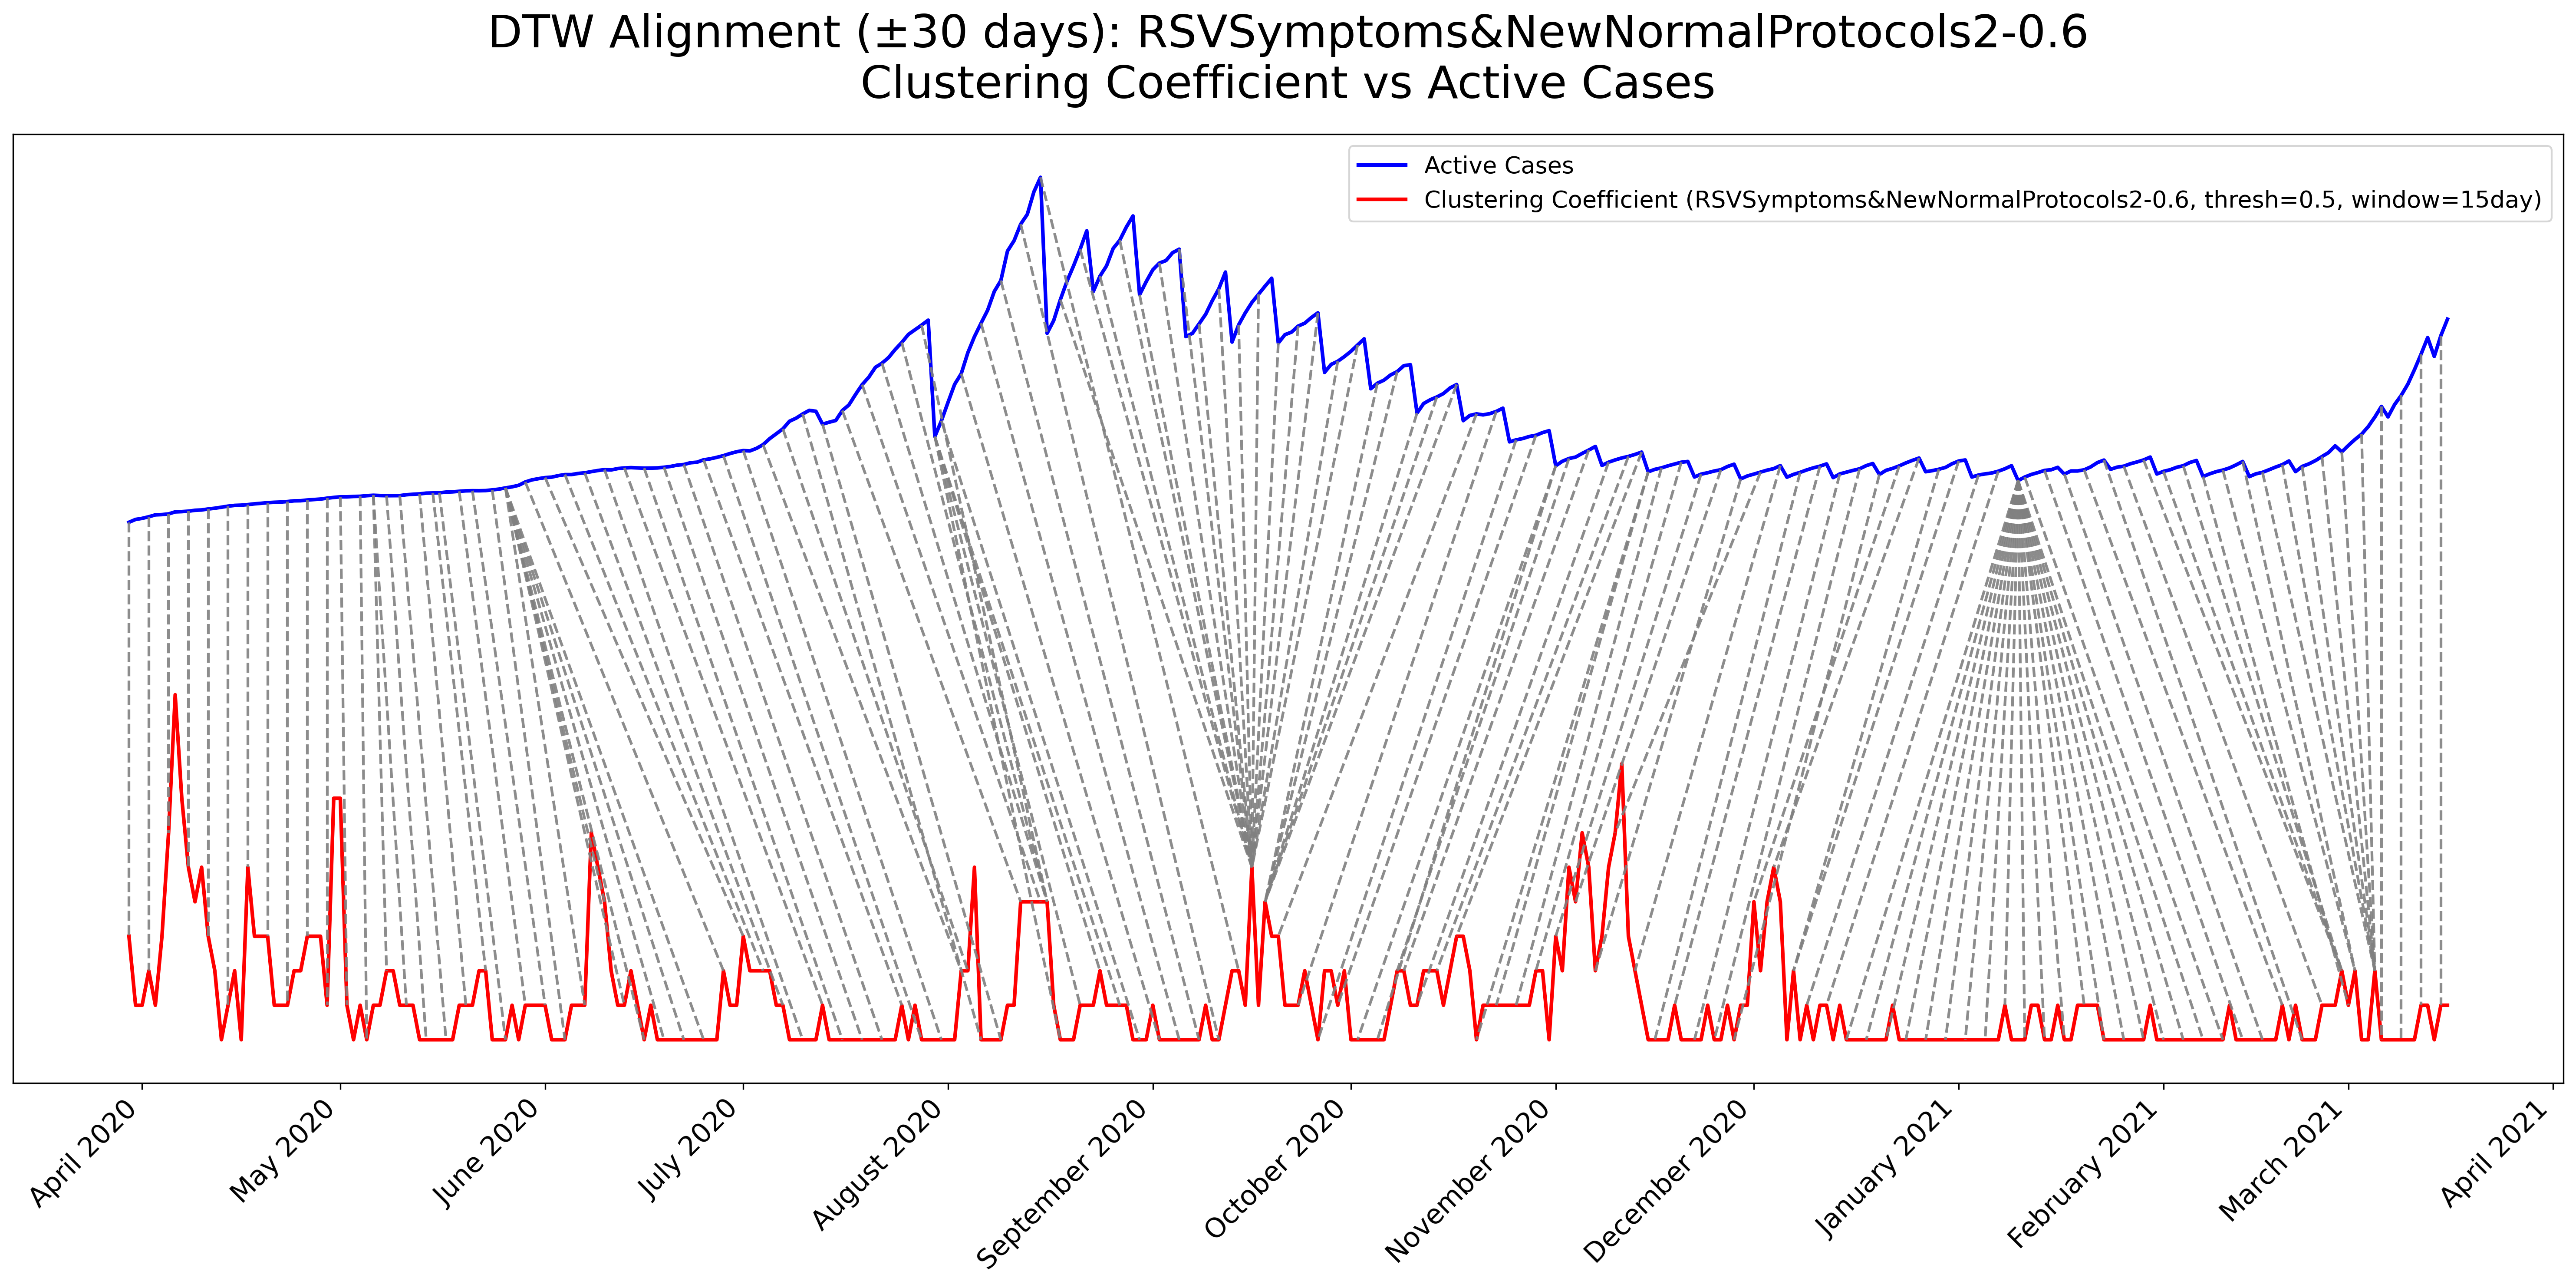 DTW Alignment (±30 days): RSVSymptoms&NewNormalProtocols2-0.6
Clustering Coefficient vs Active Cases
Active Cases
Clustering Coefficient (RSVSymptoms&NewNormalProtocols2-0.6, thresh=0.5, window=15day)
April 2020
May 2020
June 2020
July 2020
August 2020
September 2020
October 2020
November 2020
December 2020
January 2021
February 2021
March 2021
April 2021